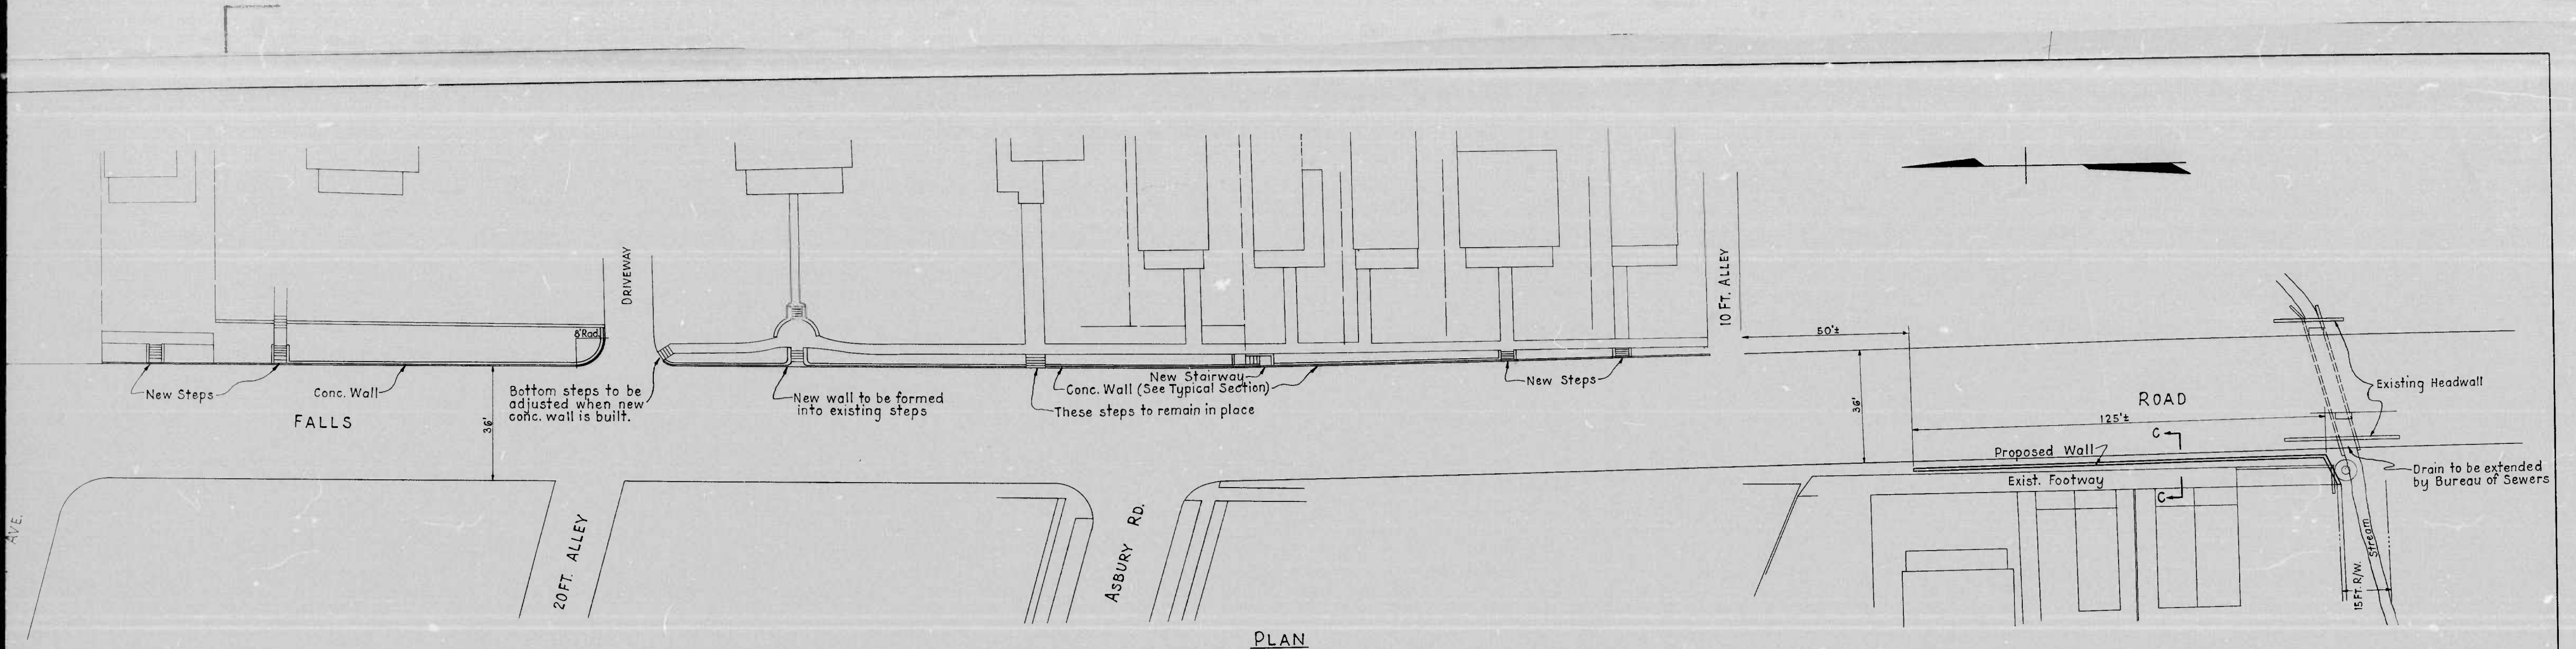 DRIVEWAY
10 FT. ALLEY
8' Rad.
50'±
New Steps
Conc. Wall
Bottom steps to be
adjusted when new
conc. wall is built.
New wall to be formed
into existing steps
New Stairway
Conc. Wall (See Typical Section)
These steps to remain in place
New Steps
Existing Headwall
FALLS
36'
36'
ROAD
125'±
C
Proposed Wall
Exist. Footway
C
Drain to be extended
by Bureau of Sewers
AVE.
20 FT. ALLEY
ASBURY RD.
Stream
15 FT. R/W.
PLAN